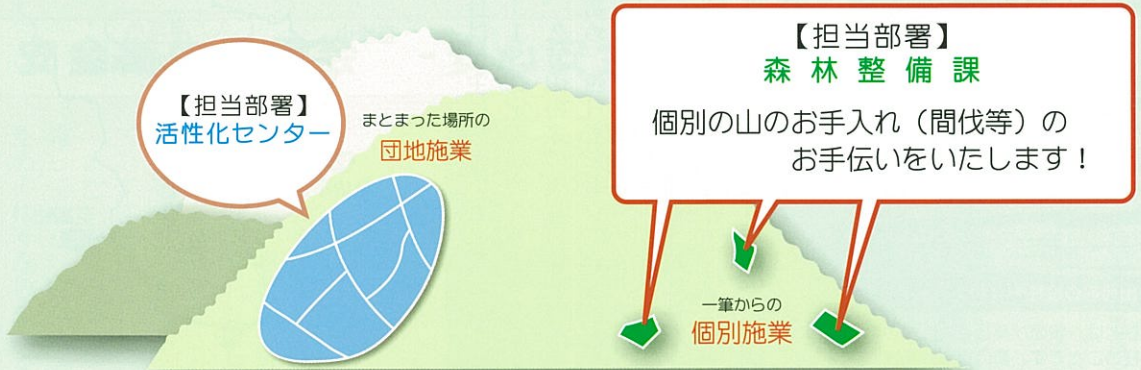 【担当部署】
活性化センター
まとまった場所の
団地施業
【担当部署】
森林整備課
個別の山のお手入れ（間伐等）の
お手伝いをいたします！
一筆からの
個別施業